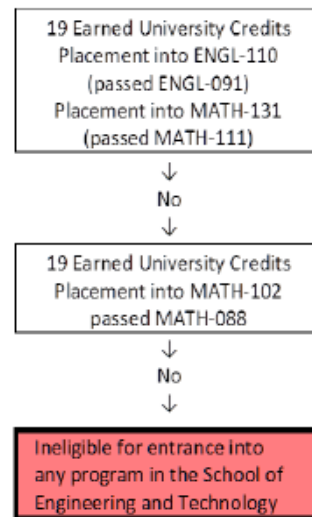 19 Earned University Credits
Placement into ENGL-110
(passed ENGL-091)
Placement into MATH-131
(passed MATH-111)
↓
No
↓
19 Earned University Credits
Placement into MATH-102
passed MATH-088
↓
No
↓
Ineligible for entrance into
any program in the School of
Engineering and Technology